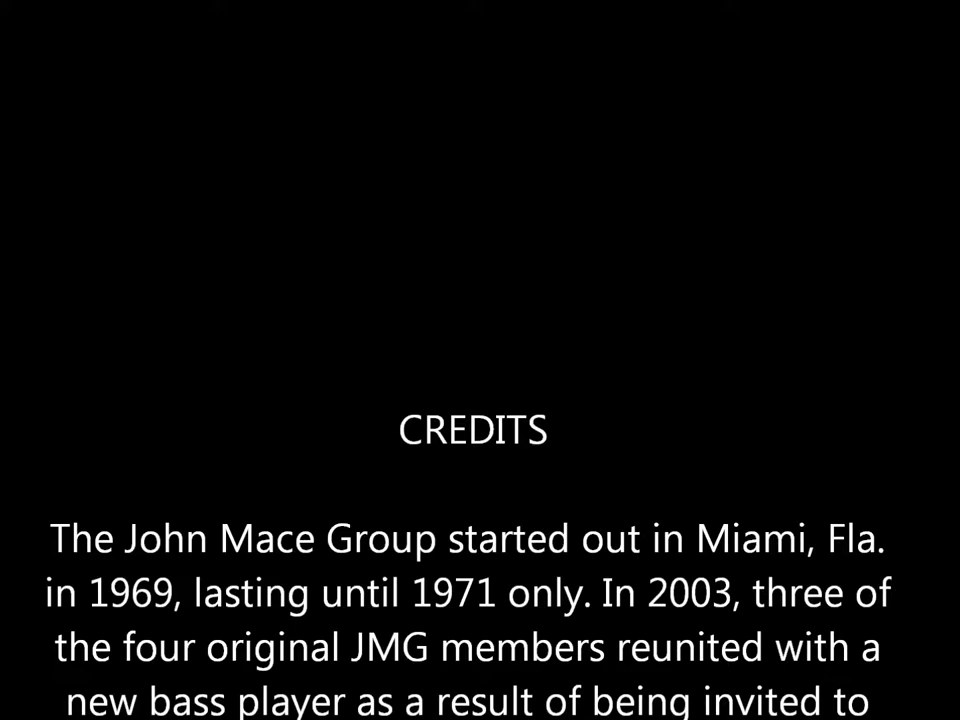 CREDITS
The John Mace Group started out in Miami, Fla.
in 1969, lasting until 1971 only. In 2003, three of
the four original JMG members reunited with a
new bass player as a result of being invited to